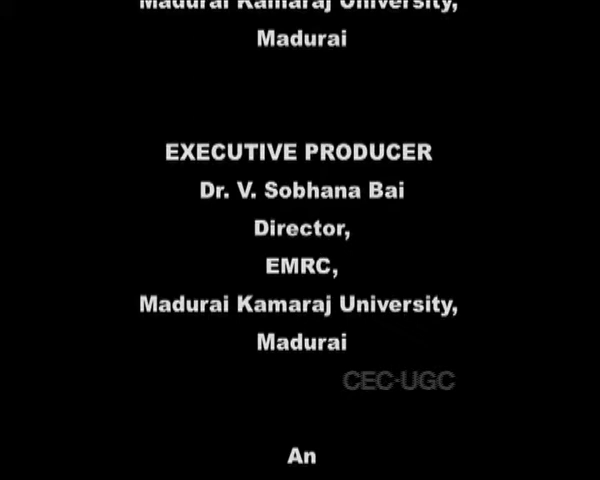 Madurai Kamaraj University,
Madurai
EXECUTIVE PRODUCER
Dr. V. Sobhana Bai
Director,
EMRC,
Madurai Kamaraj University,
Madurai
CEC-UGC
An